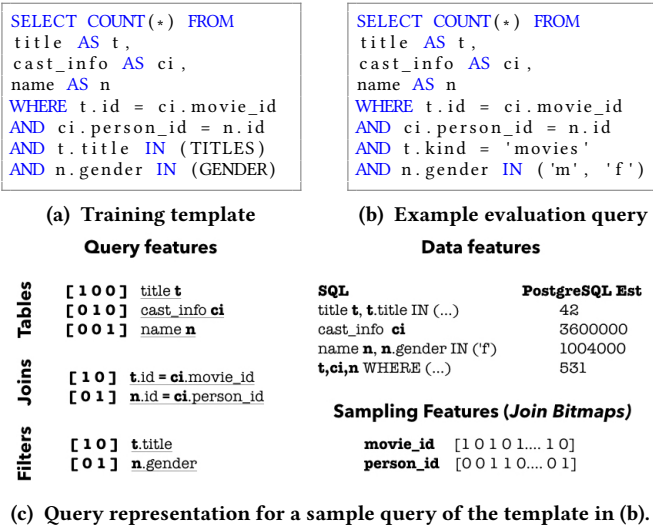 SELECT COUNT(*) FROM
title AS t,
cast_info AS ci,
name AS n
WHERE t.id = ci.movie_id
AND ci.person_id = n.id
AND t.title IN (TITLES)
AND n.gender IN (GENDER)
(a) Training template
SELECT COUNT(*) FROM
title AS t,
cast_info AS ci,
name AS n
WHERE t.id = ci.movie_id
AND ci.person_id = n.id
AND t.kind = 'movies'
AND n.gender IN ('m', 'f')
(b) Example evaluation query
Query features
Tables
[ 1 0 0 ] title t
[ 0 1 0 ] cast_info ci
[ 0 0 1 ] name n
Joins
[ 1 0 ] t.id = ci.movie_id
[ 0 1 ] n.id = ci.person_id
Filters
[ 1 0 ] t.title
[ 0 1 ] n.gender
Data features
SQL PostgreSQL Est
title t, t.title IN (...) 42
cast_info ci 3600000
name n, n.gender IN ('f') 1004000
t,ci,n WHERE (...) 531
Sampling Features (Join Bitmaps)
movie_id [1 0 1 0 1.... 1 0]
person_id [0 0 1 1 0.... 0 1]
(c) Query representation for a sample query of the template in (b).